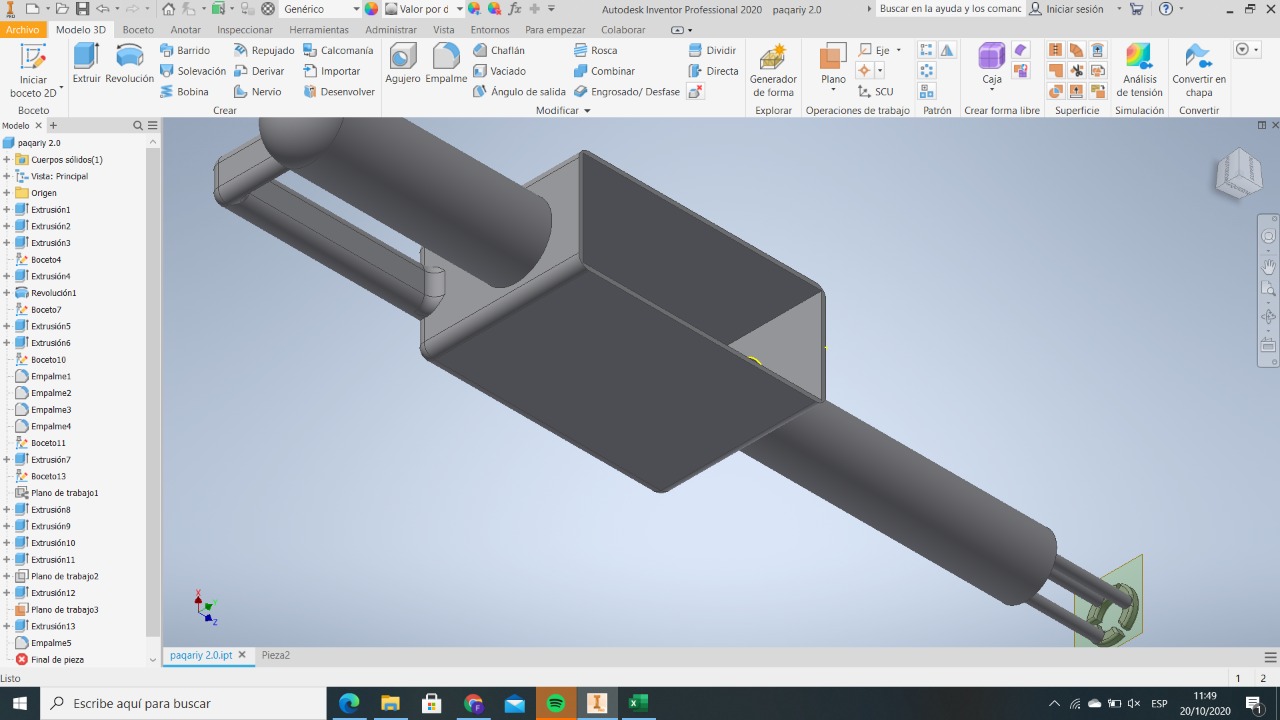 Genérico
Valor por d
Autodesk Inventor Professional 2020 paqariy 2.0
Buscar en la ayuda y los comanc
Iniciar sesión
Archivo Modelo 3D Boceto Anotar Inspeccionar Herramientas Administrar Vista Entornos Para empezar Colaborar
Iniciar boceto 2D
Extruir
Revolución
Barrido
Solevación
Bobina
Repujado
Derivar
Nervio
Calcomanía
Importar
Desenvolver
Agujero
Empalme
Chaflán
Vaciado
Ángulo de salida
Rosca
Combinar
Engrosado/ Desfase
Dividir
Directa
Generador de forma
Plano
Eje
SCU
Caja
Análisis de tensión
Convertir en chapa
Boceto Crear Modificar Explorar Operaciones de trabajo Patrón Crear forma libre Superficie Simulación Convertir
Modelo
paqariy 2.0
Cuerpos sólidos(1)
Vista: Principal
Origen
Extrusión1
Extrusión2
Extrusión3
Boceto4
Extrusión4
Revolución1
Boceto7
Extrusión5
Extrusión6
Boceto10
Empalme1
Empalme2
Empalme3
Empalme4
Boceto11
Extrusión7
Boceto13
Plano de trabajo1
Extrusión8
Extrusión9
Extrusión10
Extrusión11
Plano de trabajo2
Extrusión12
Plano de trabajo3
Extrusión13
Empalme5
Final de pieza
X
Y
Z
paqariy 2.0.ipt
Pieza2
Listo
1 2
Escribe aquí para buscar
ESP
11:49
20/10/2020
1